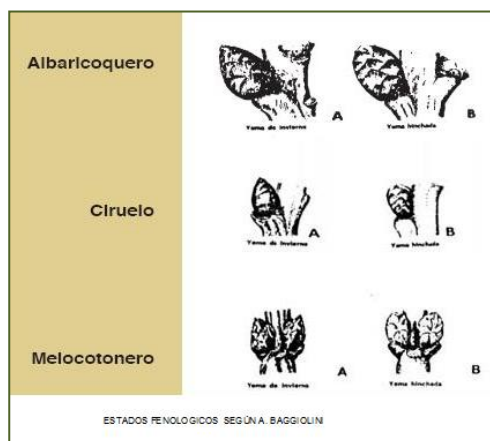 Albaricoquero
Yema de invierno
A
Yema hinchada
B
Ciruelo
Yema de invierno
A
Yema hinchada
B
Melocotonero
Yema de invierno
A
Yema hinchada
B
ESTADOS FENOLOGICOS SEGÚN A. BAGGIOLINI